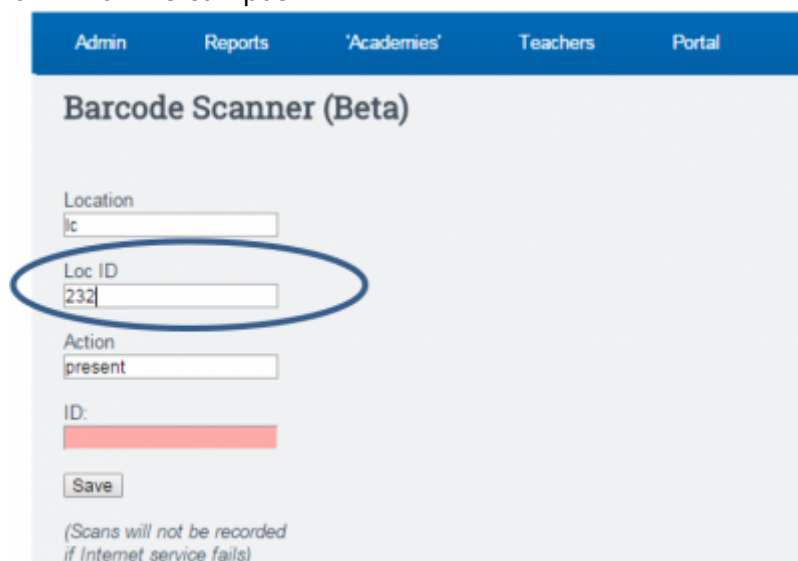 Admin Reports 'Academies' Teachers Portal
Barcode Scanner (Beta)
Location
lc
Loc ID
232
Action
present
ID:
Save
(Scans will not be recorded
if Internet service fails)